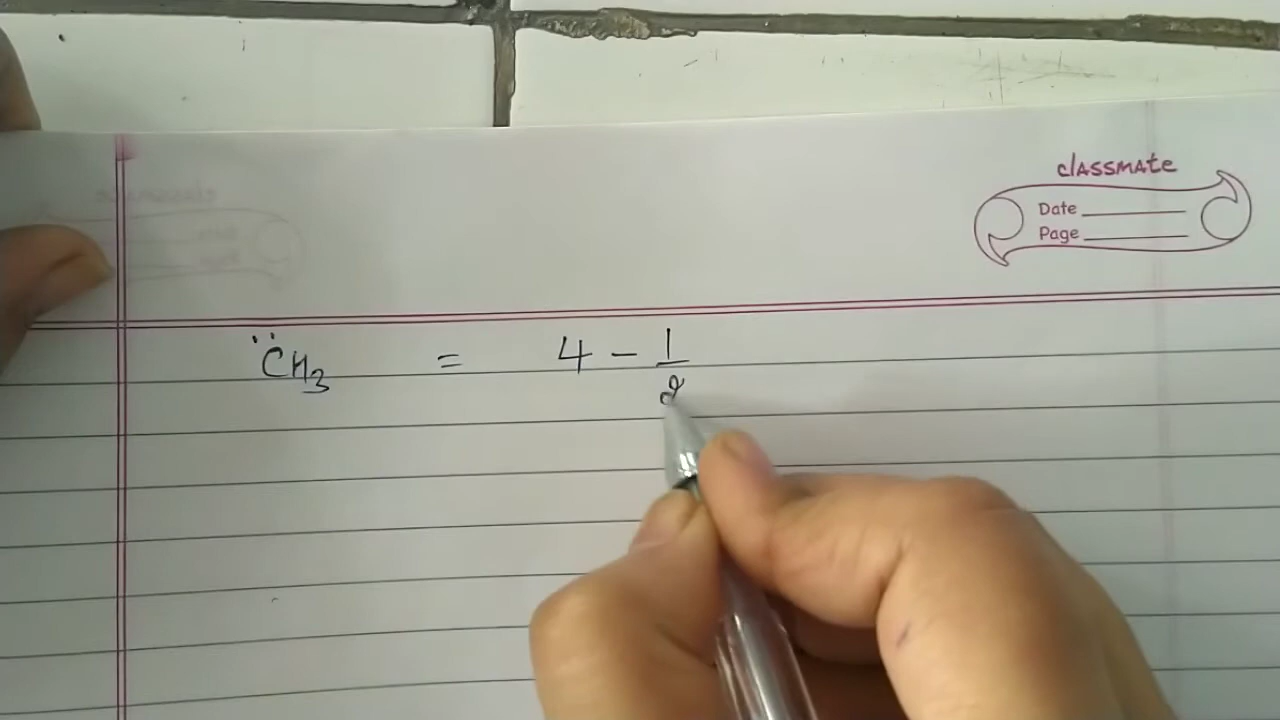 classmate
Date
Page
C̈H₃ = 4 - 1/2